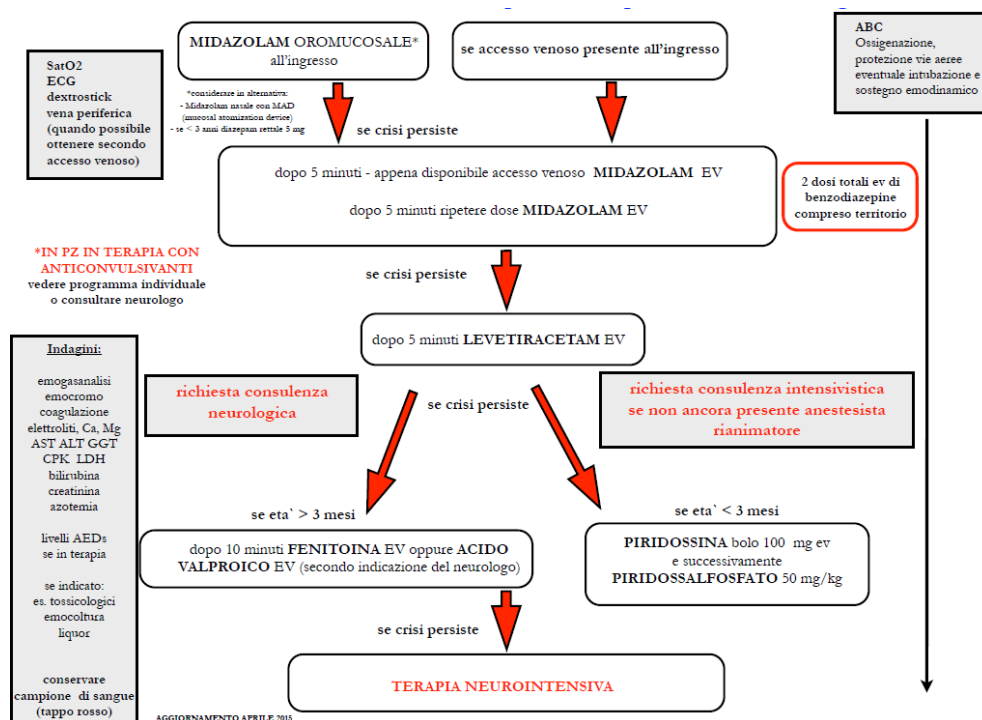 MIDAZOLAM OROMUCOSALE*
all'ingresso
se accesso venoso presente all'ingresso
ABC
Ossigenazione,
protezione vie aeree
eventuale intubazione e
sostegno emodinamico
SatO2
ECG
dextrostick
vena periferica
(quando possibile
ottenere secondo
accesso venoso)
*considerare in alternativa:
- Midazolam nasale con MAD
(mucosal atomization device)
- se < 3 anni diazepam rettale 5 mg
se crisi persiste
dopo 5 minuti - appena disponibile accesso venoso MIDAZOLAM EV
dopo 5 minuti ripetere dose MIDAZOLAM EV
2 dosi totali ev di
benzodiazepine
compreso territorio
*IN PZ IN TERAPIA CON
ANTICONVULSIVANTI
vedere programma individuale
o consultare neurologo
se crisi persiste
dopo 5 minuti LEVETIRACETAM EV
Indagini:
emogasanalisi
emocromo
coagulazione
elettroliti, Ca, Mg
AST ALT GGT
CPK LDH
bilirubina
creatinina
azotemia
livelli AEDs
se in terapia
se indicato:
es. tossicologici
emocoltura
liquor
conservare
campione di sangue
(tappo rosso)
richiesta consulenza
neurologica
se crisi persiste
richiesta consulenza intensivistica
se non ancora presente anestesista
rianimatore
se eta` > 3 mesi
se eta` < 3 mesi
dopo 10 minuti FENITOINA EV oppure ACIDO
VALPROICO EV (secondo indicazione del neurologo)
PIRIDOSSINA bolo 100 mg ev
e successivamente
PIRIDOSSALFOSFATO 50 mg/kg
se crisi persiste
TERAPIA NEUROINTENSIVA
AGGIORNAMENTO APRILE 2015